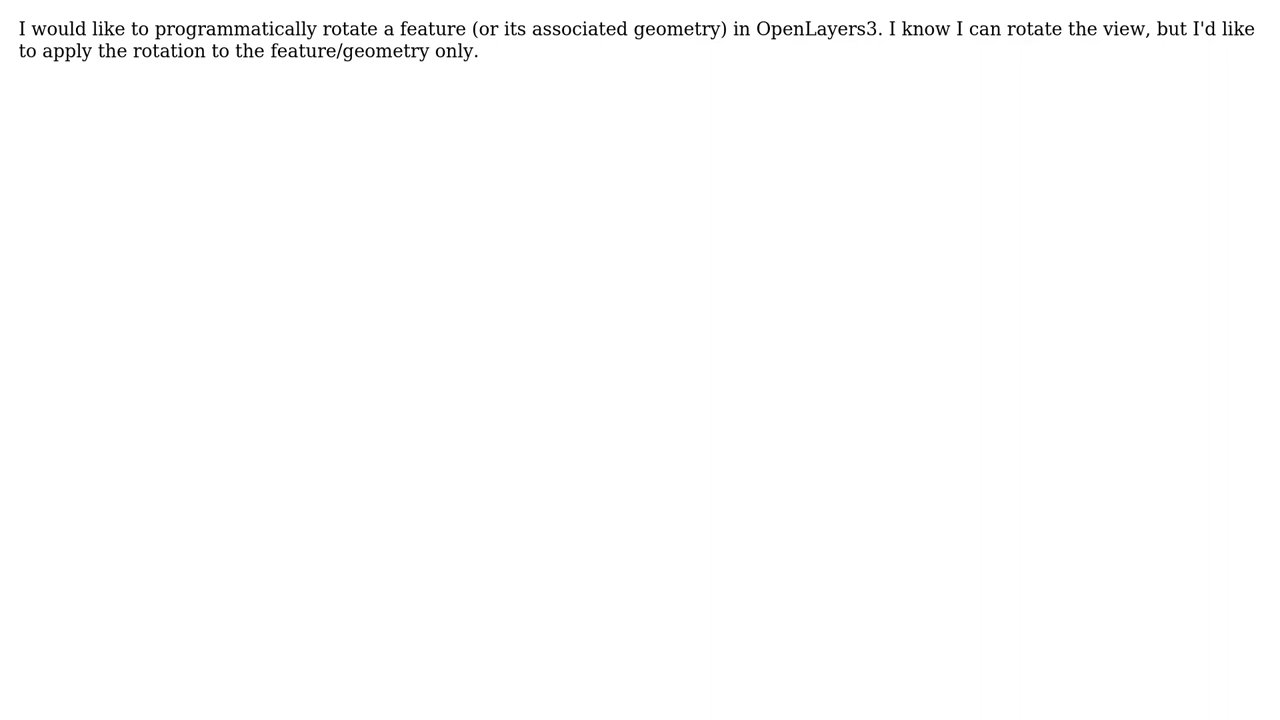 I would like to programmatically rotate a feature (or its associated geometry) in OpenLayers3. I know I can rotate the view, but I'd like
to apply the rotation to the feature/geometry only.